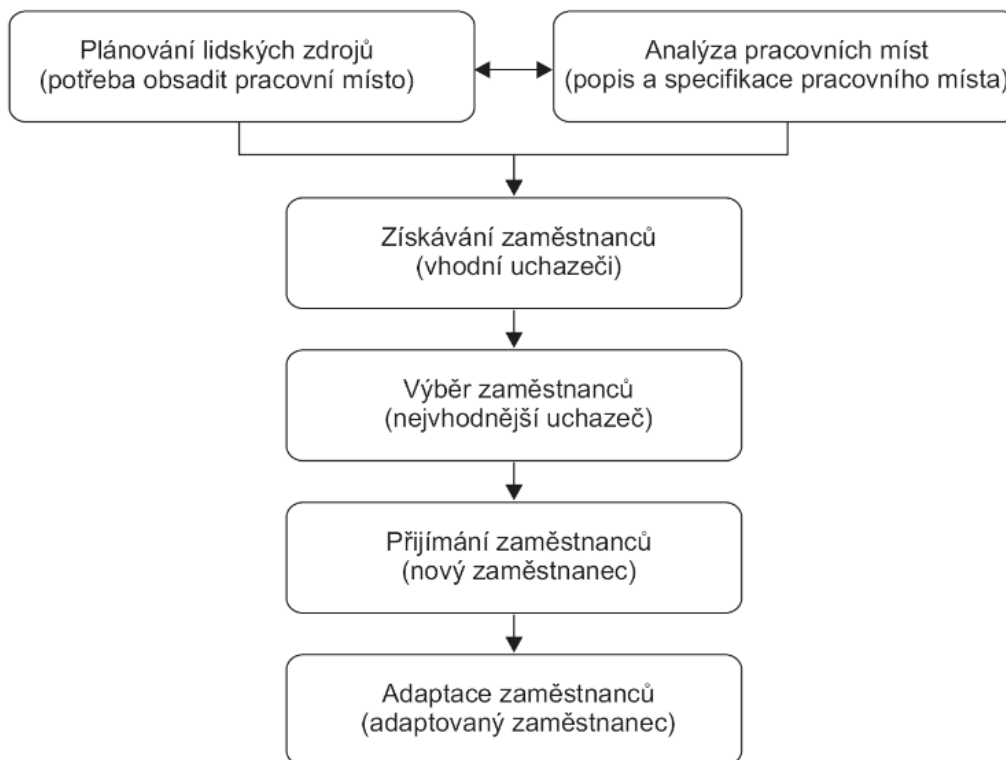 Plánování lidských zdrojů
(potřeba obsadit pracovní místo)
Analýza pracovních míst
(popis a specifikace pracovního místa)
Získávání zaměstnanců
(vhodní uchazeči)
Výběr zaměstnanců
(nejvhodnější uchazeč)
Přijímání zaměstnanců
(nový zaměstnanec)
Adaptace zaměstnanců
(adaptovaný zaměstnanec)